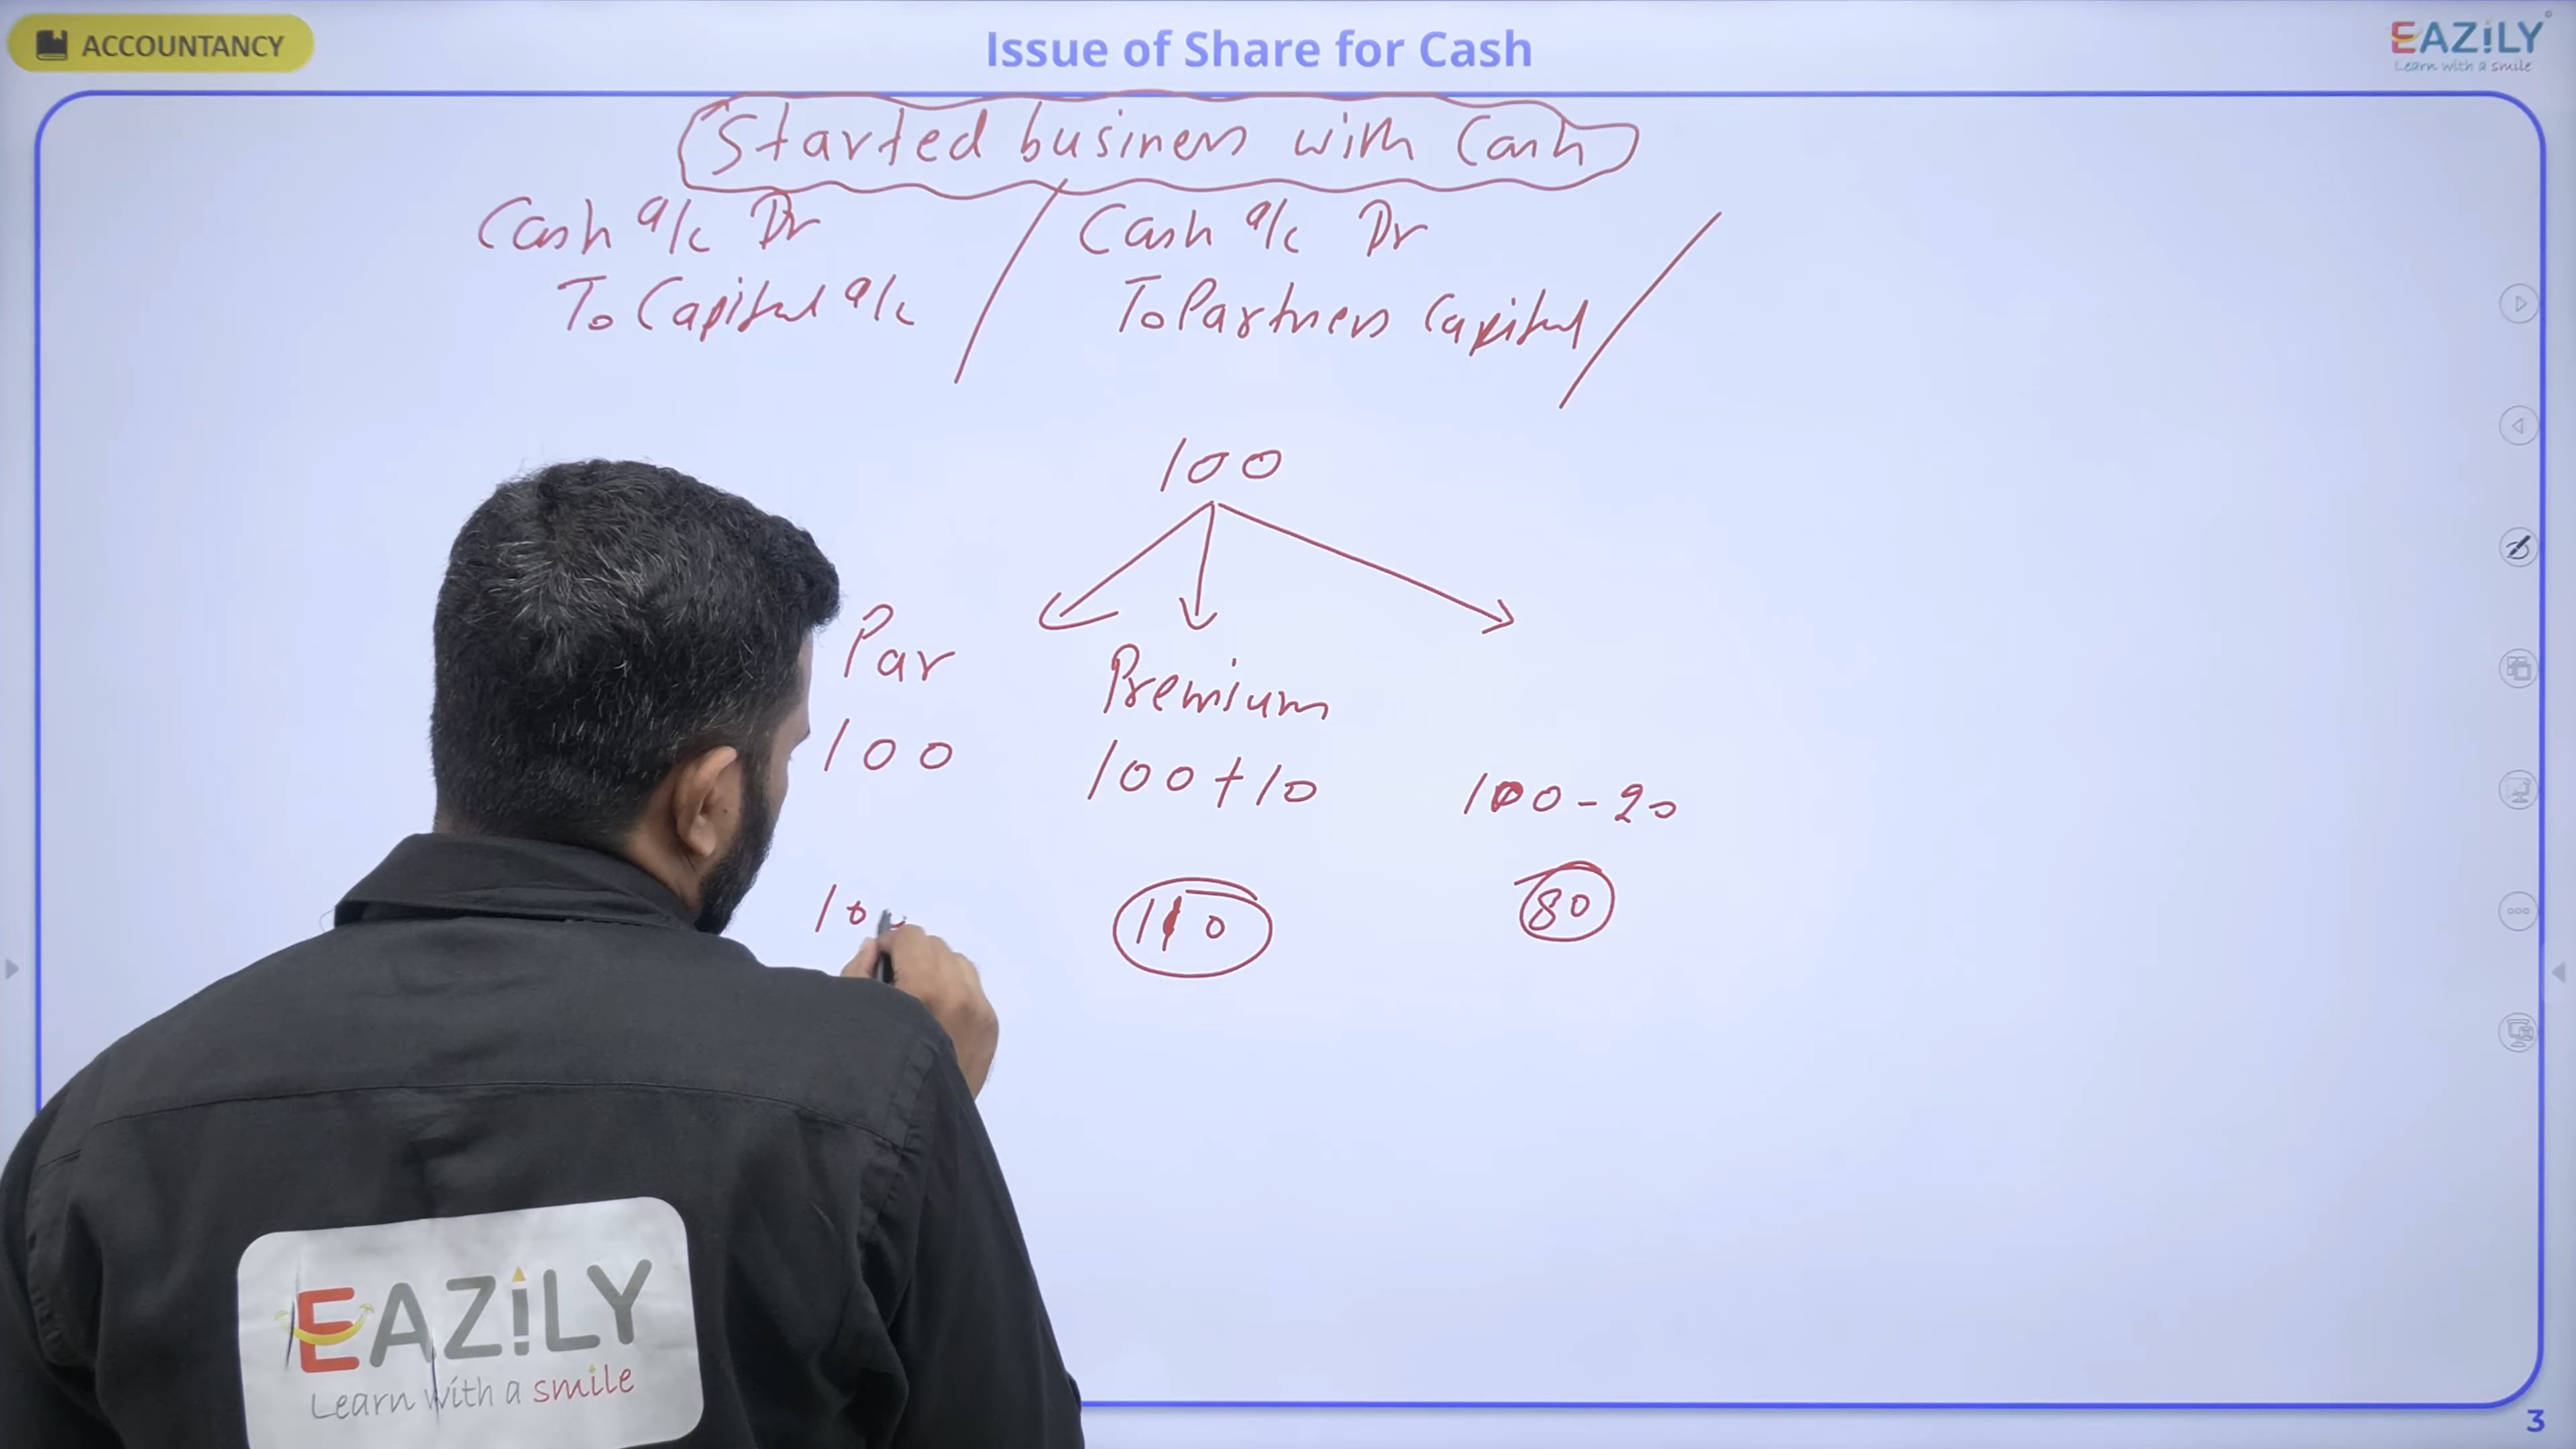 ACCOUNTANCY
Issue of Share for Cash
EAZiLY
Learn with a smile
Started business with Cash
Cash a/c Dr
To Capital a/c
Cash a/c Dr
To Partners Capital
100
Par
Premium
100
100+10
100-20
100
110
80
EAZiLY
Learn with a smile
3